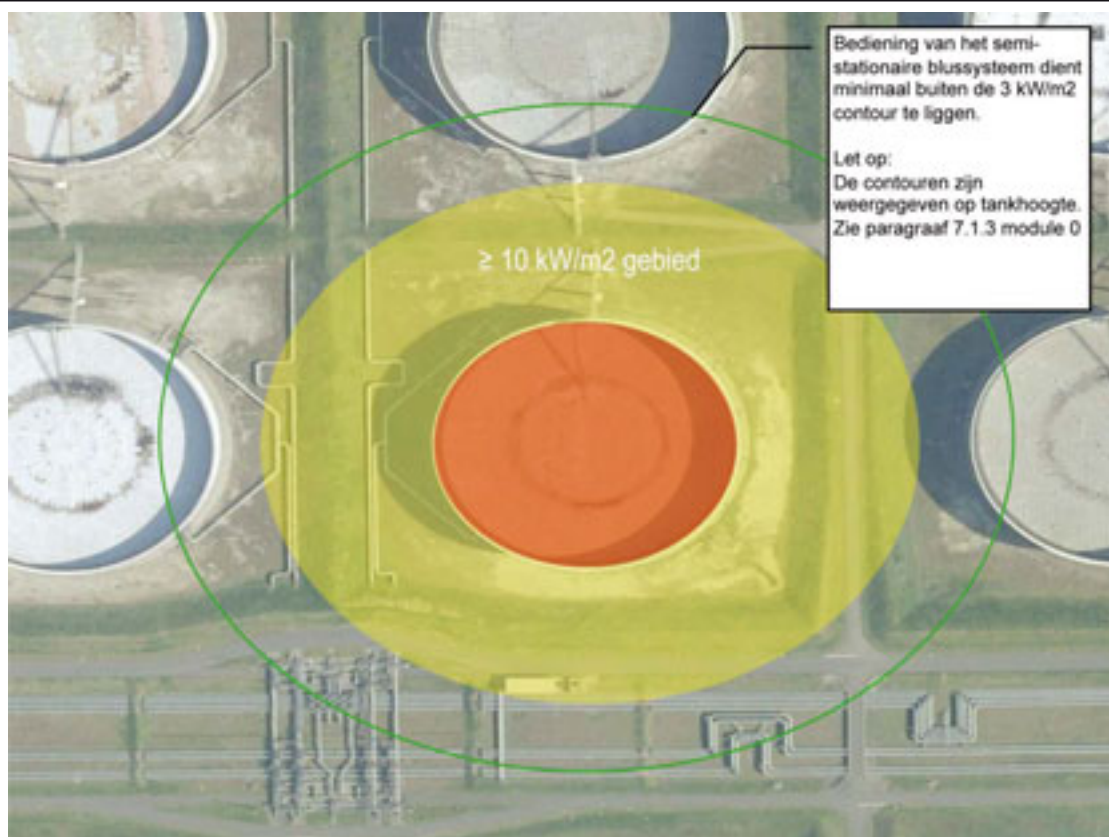 Bediening van het semi-
stationaire blussysteem dient
minimaal buiten de 3 kW/m2
contour te liggen.
Let op:
De contouren zijn
weergegeven op tankhoogte.
Zie paragraaf 7.1.3 module 0
≥ 10 kW/m2 gebied